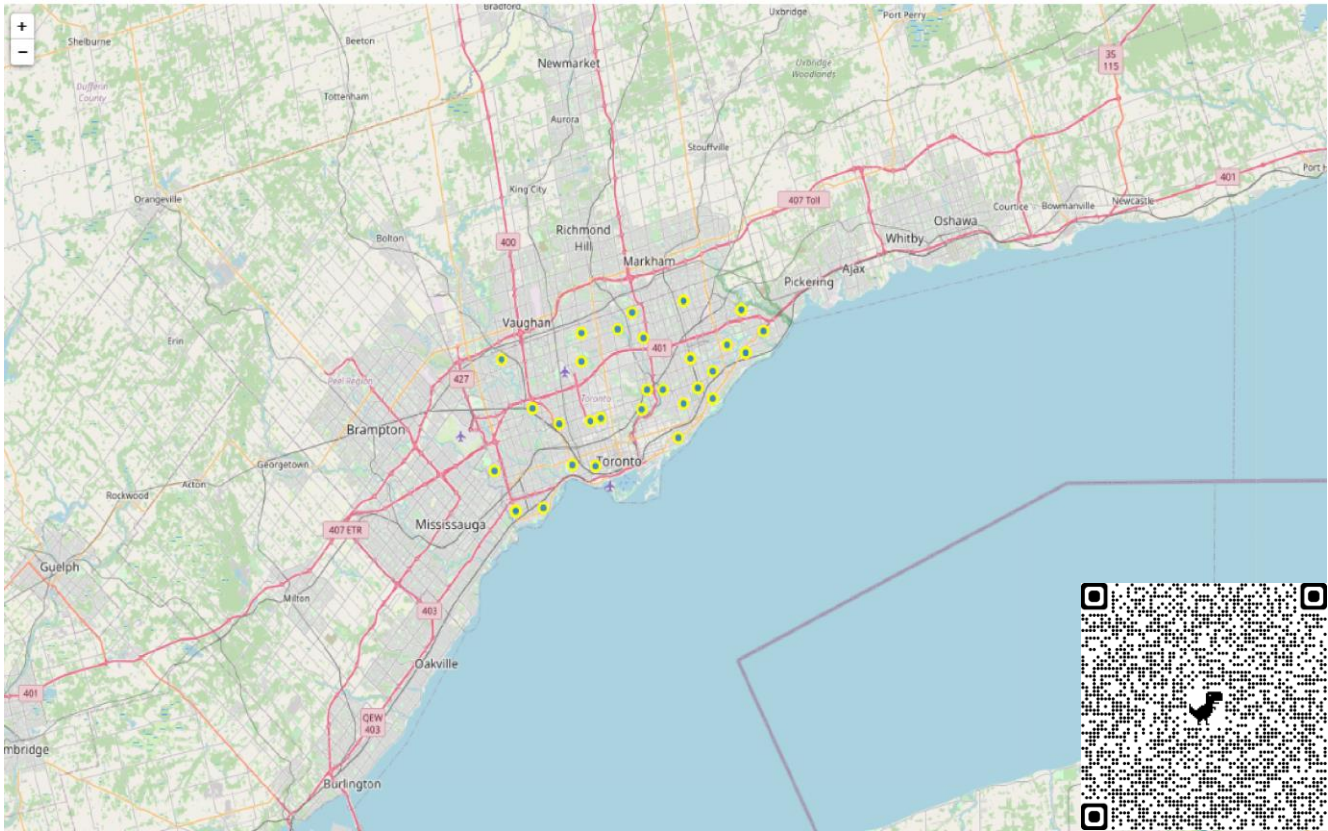 +
−
Bradford
Uxbridge
Port Perry
Shelburne
Beeton
35
115
Newmarket
Uxbridge
Woodlands
Dufferin
County
Tottenham
Aurora
Stouffville
401
Port H
King City
Orangeville
407 Toll
Newcastle
Courtice
Bowmanville
Oshawa
Richmond
Hill
Bolton
400
Whitby
Markham
Ajax
Pickering
Vaughan
Erin
401
Peel Region
427
Toronto
Brampton
Toronto
Georgetown
Acton
Rockwood
Mississauga
407 ETR
Guelph
Milton
403
Oakville
401
QEW
403
mbridge
Burlington